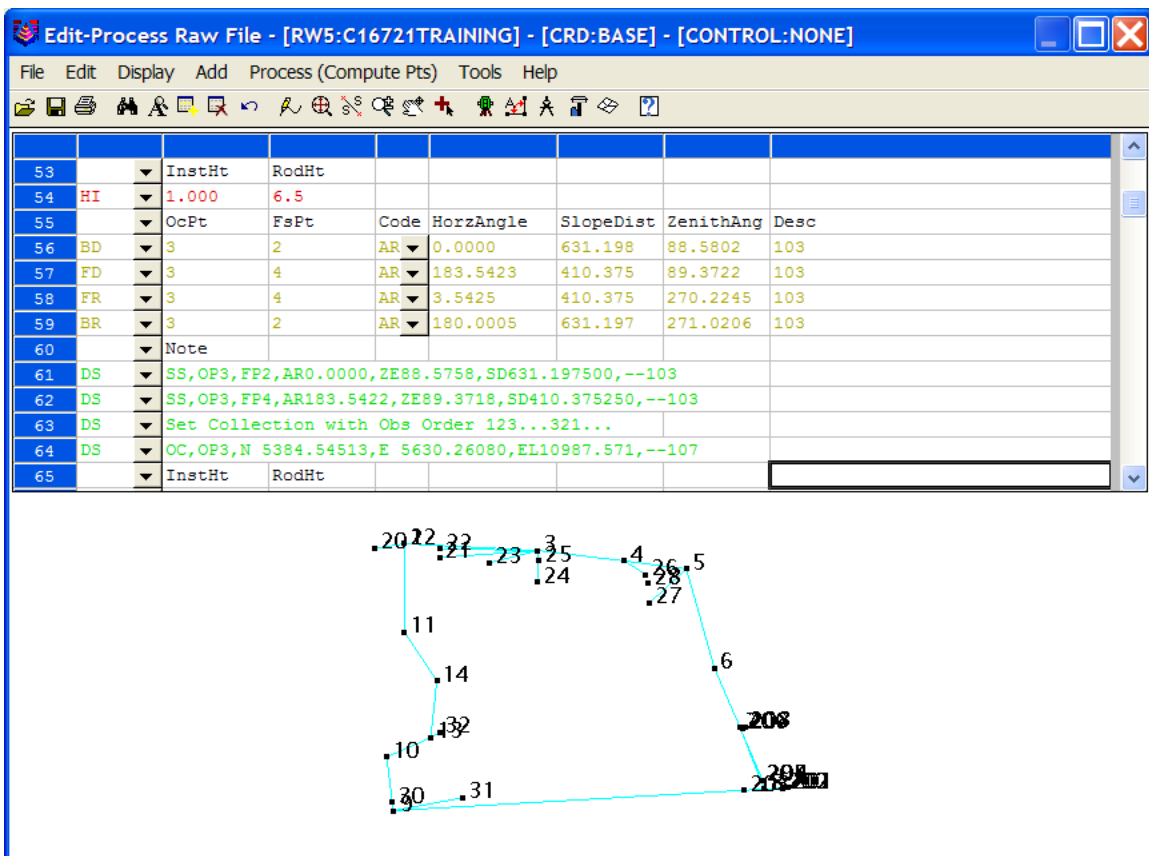 Edit-Process Raw File - [RW5:C16721TRAINING] - [CRD:BASE] - [CONTROL:NONE]
File Edit Display Add Process (Compute Pts) Tools Help
53 InstHt RodHt
54 HI 1.000 6.5
55 OcPt FsPt Code HorzAngle SlopeDist ZenithAng Desc
56 BD 3 2 AR 0.0000 631.198 88.5802 103
57 FD 3 4 AR 183.5423 410.375 89.3722 103
58 FR 3 4 AR 3.5425 410.375 270.2245 103
59 BR 3 2 AR 180.0005 631.197 271.0206 103
60 Note
61 DS SS,OP3,FP2,AR0.0000,ZE88.5758,SD631.197500,--103
62 DS SS,OP3,FP4,AR183.5422,ZE89.3718,SD410.375250,--103
63 DS Set Collection with Obs Order 123...321...
64 DS OC,OP3,N 5384.54513,E 5630.26080,EL10987.571,--107
65 InstHt RodHt
20 22 3
21 23 25 4 5
24 26
28
27
11
6
14
32
13
10
30 31
9